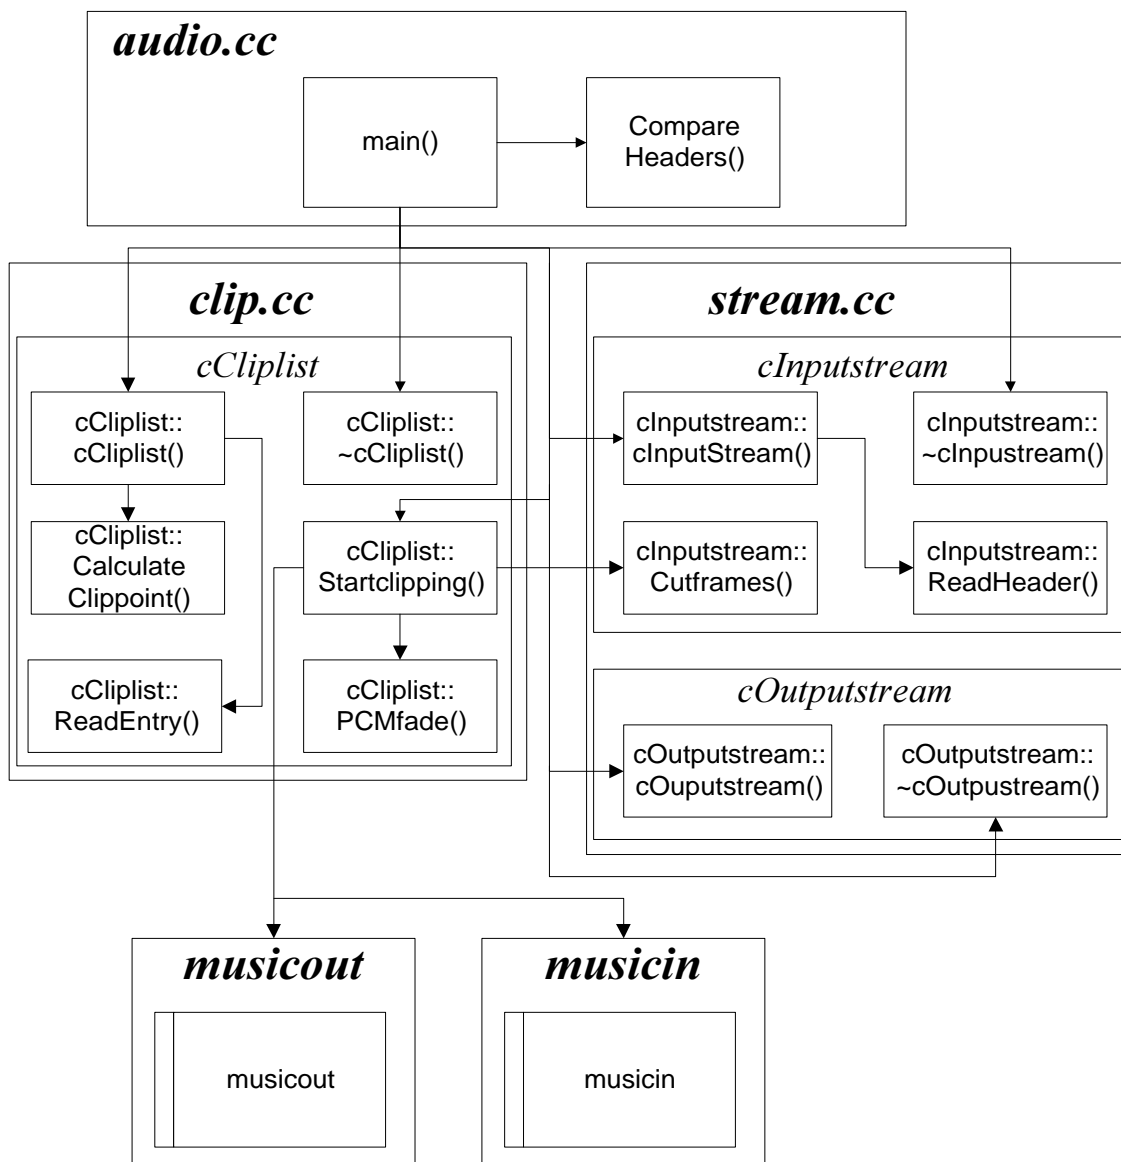 audio.cc
main()
Compare
Headers()
clip.cc
cCliplist
cCliplist::
cCliplist()
cCliplist::
~cCliplist()
cCliplist::
Calculate
Clippoint()
cCliplist::
Startclipping()
cCliplist::
ReadEntry()
cCliplist::
PCMfade()
stream.cc
cInputstream
cInputstream::
cInputStream()
cInputstream::
~cInpustream()
cInputstream::
Cutframes()
cInputstream::
ReadHeader()
cOutputstream
cOutputstream::
cOuputstream()
cOutputstream::
~cOutpustream()
musicout
musicout
musicin
musicin